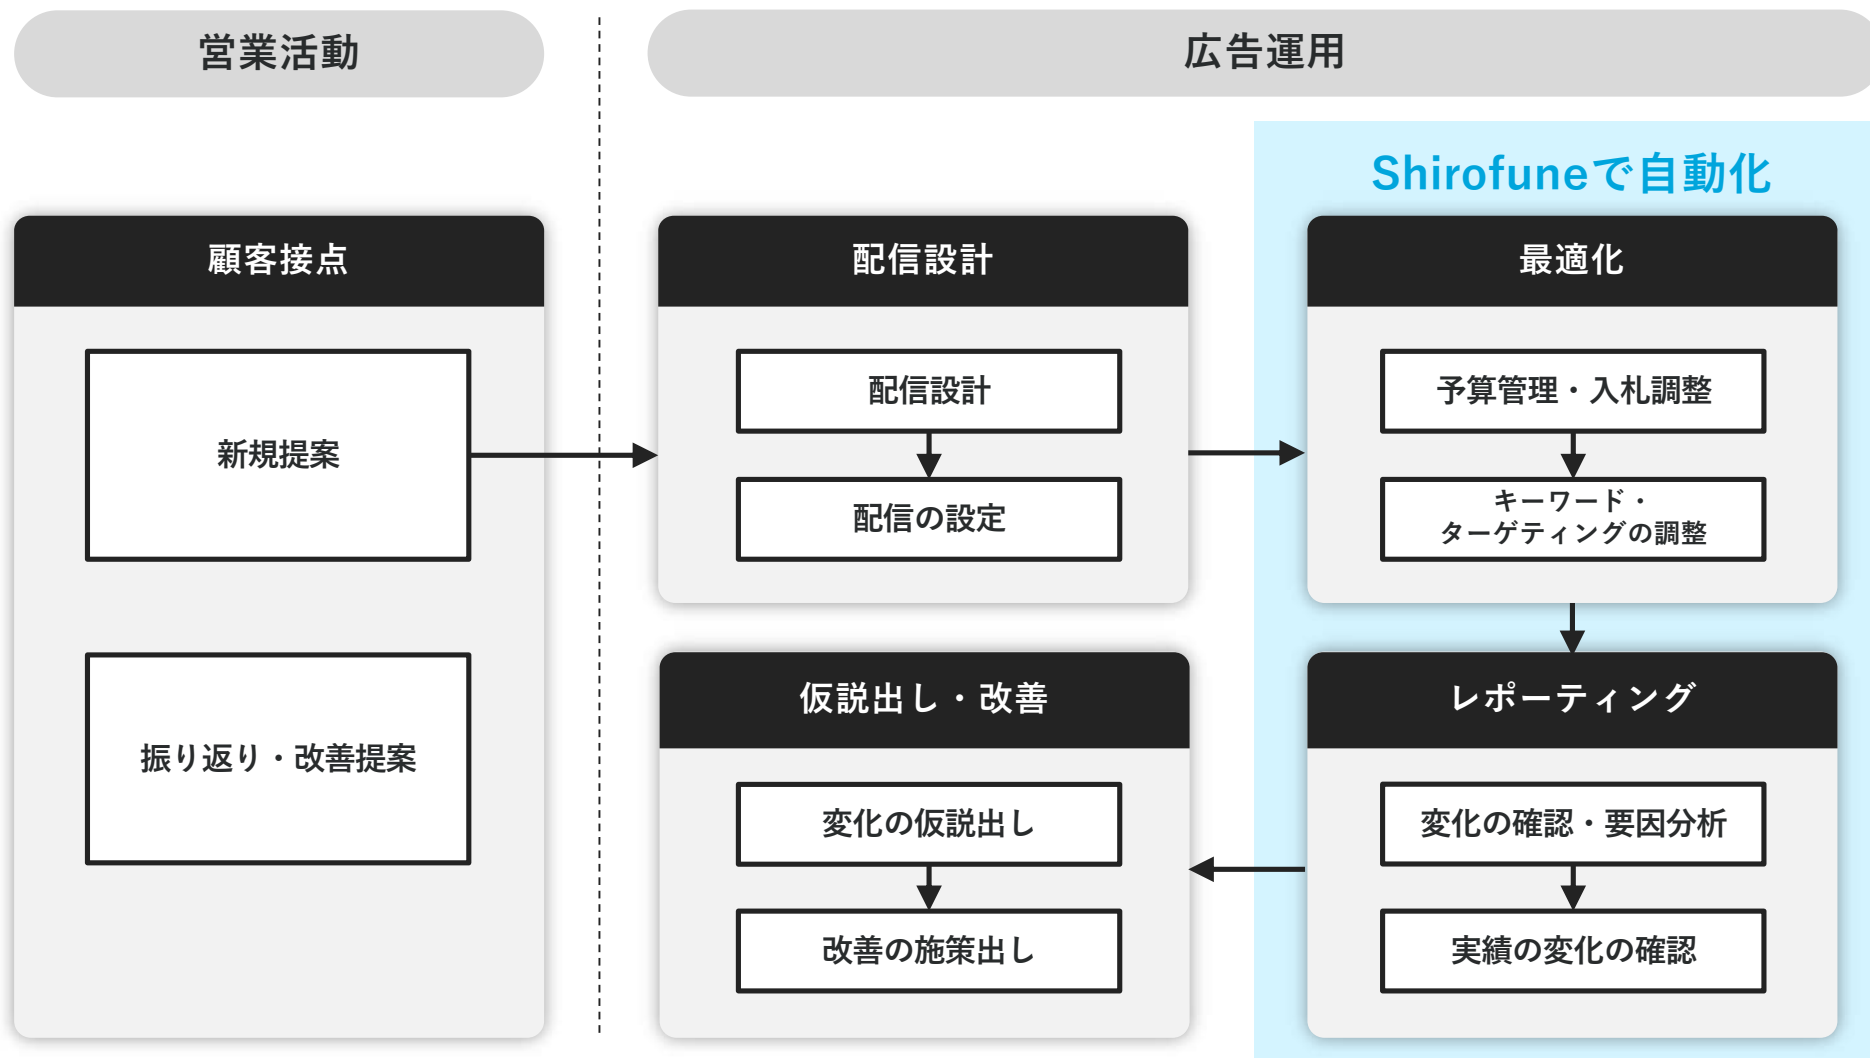 営業活動
広告運用
Shirofuneで自動化
顧客接点
新規提案
振り返り・改善提案
配信設計
配信設計
配信の設定
最適化
予算管理・入札調整
キーワード・
ターゲティングの調整
仮説出し・改善
変化の仮説出し
改善の施策出し
レポーティング
変化の確認・要因分析
実績の変化の確認